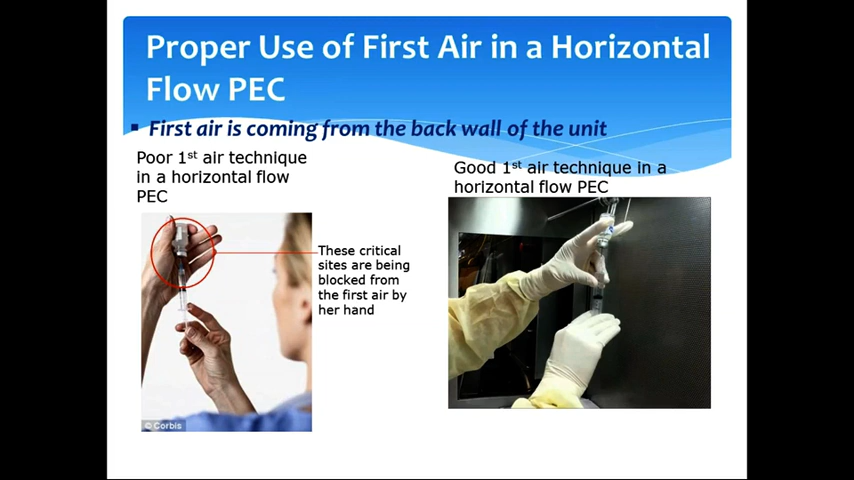 Proper Use of First Air in a Horizontal
Flow PEC
▪ First air is coming from the back wall of the unit
Poor 1st air technique
in a horizontal flow
PEC
Good 1st air technique in a
horizontal flow PEC
These critical
sites are being
blocked from
the first air by
her hand
© Corbis